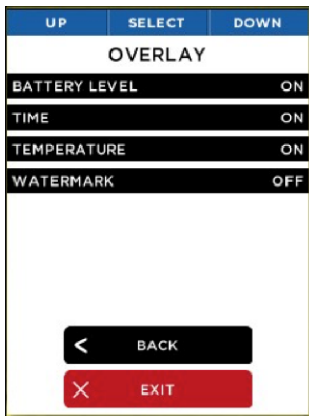 UP SELECT DOWN
OVERLAY
BATTERY LEVEL ON
TIME ON
TEMPERATURE ON
WATERMARK OFF
< BACK
X EXIT